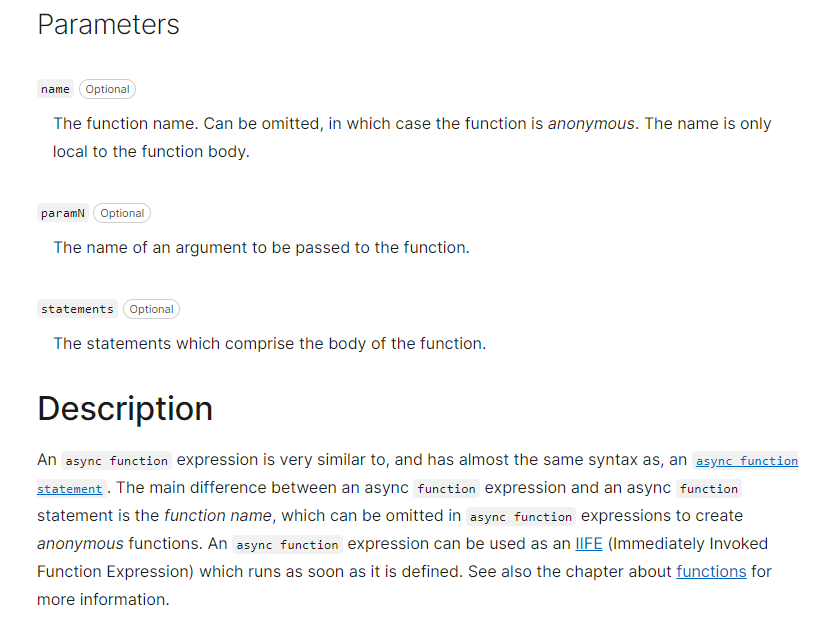 Parameters
name Optional
The function name. Can be omitted, in which case the function is anonymous. The name is only
local to the function body.
paramN Optional
The name of an argument to be passed to the function.
statements Optional
The statements which comprise the body of the function.
Description
An async function expression is very similar to, and has almost the same syntax as, an async function
statement . The main difference between an async function expression and an async function
statement is the function name, which can be omitted in async function expressions to create
anonymous functions. An async function expression can be used as an IIFE (Immediately Invoked
Function Expression) which runs as soon as it is defined. See also the chapter about functions for
more information.